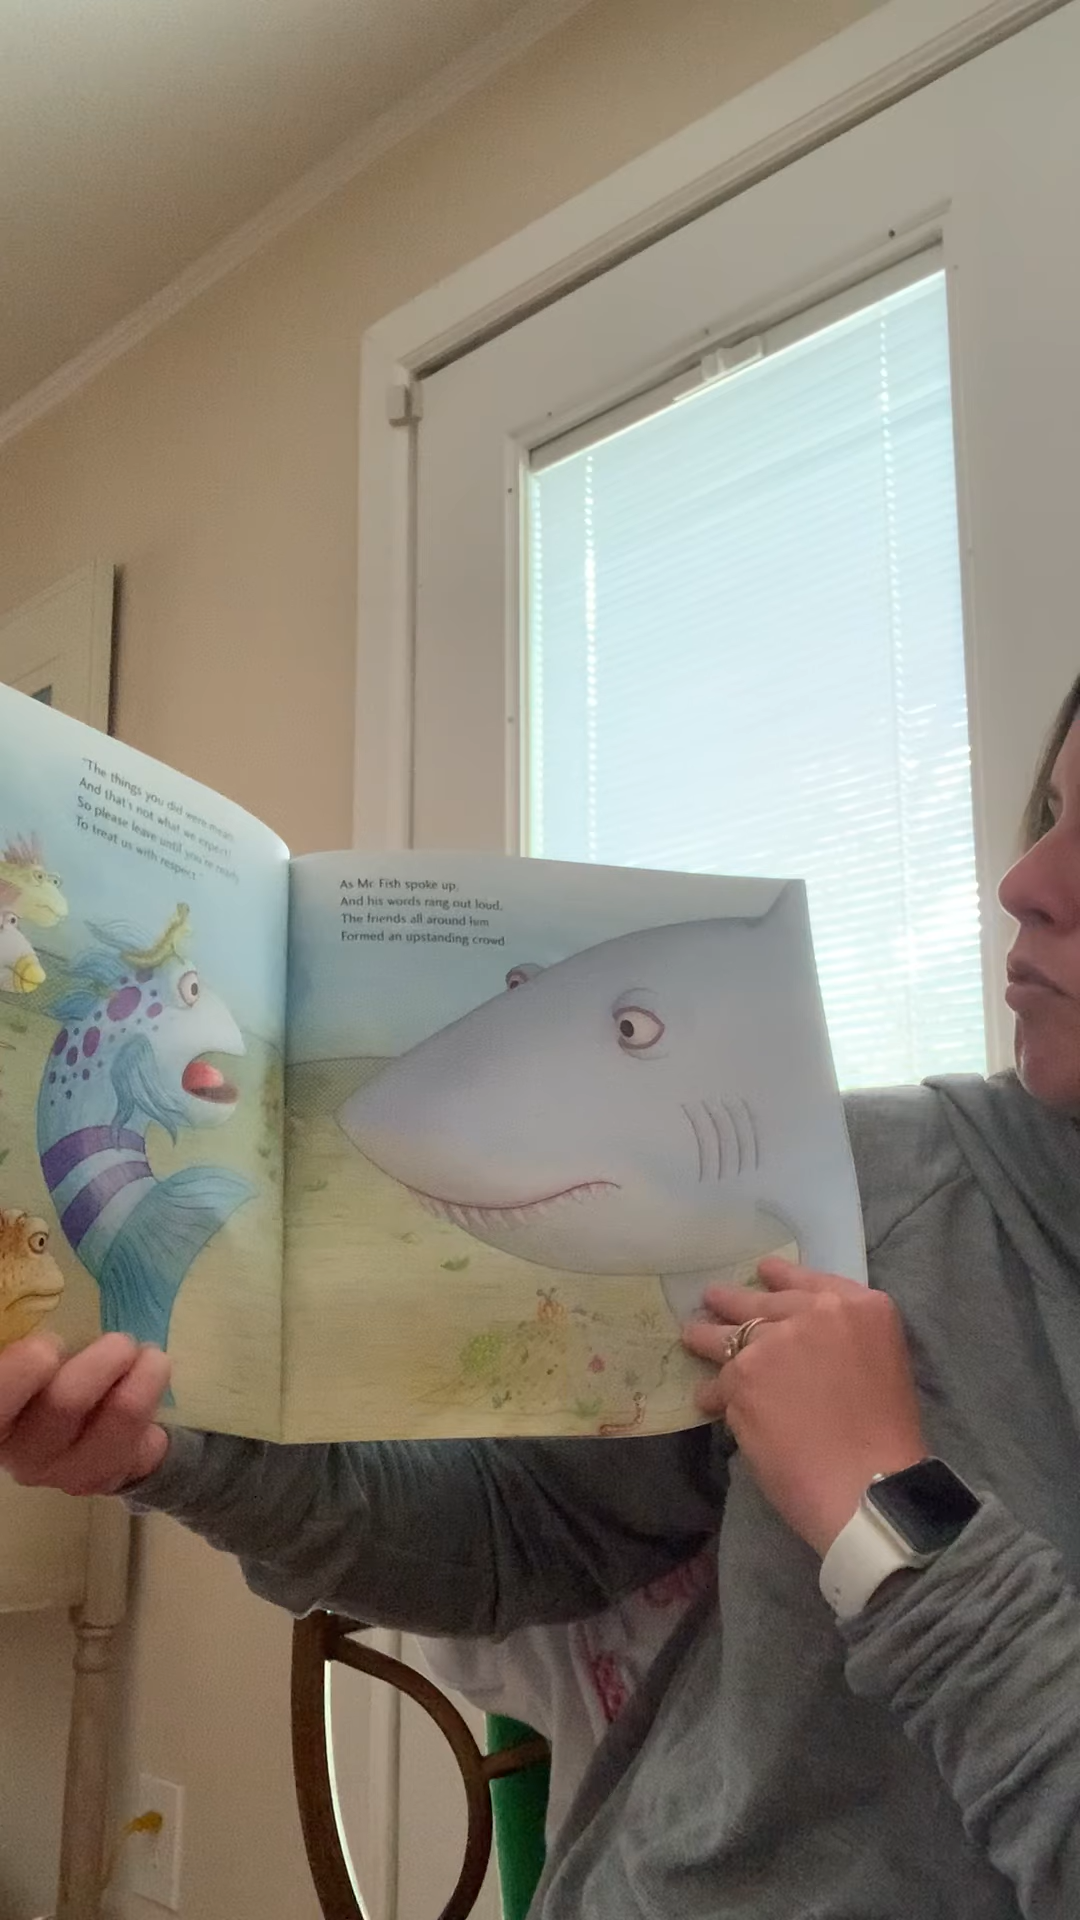 "The things you did were mean
And that's not what we expect!
So please leave until you're ready
To treat us with respect."
As Mr. Fish spoke up,
And his words rang out loud,
The friends all around him
Formed an upstanding crowd